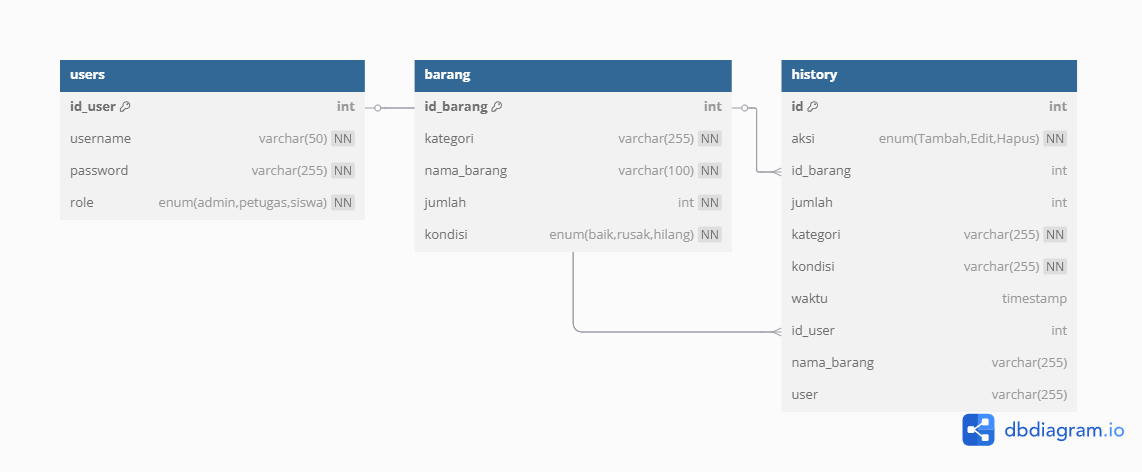 users
id_user int
username varchar(50) NN
password varchar(255) NN
role enum(admin,petugas,siswa) NN
barang
id_barang int
kategori varchar(255) NN
nama_barang varchar(100) NN
jumlah int NN
kondisi enum(baik,rusak,hilang) NN
history
id int
aksi enum(Tambah,Edit,Hapus) NN
id_barang int
jumlah int
kategori varchar(255) NN
kondisi varchar(255) NN
waktu timestamp
id_user int
nama_barang varchar(255)
user varchar(255)
dbdiagram.io